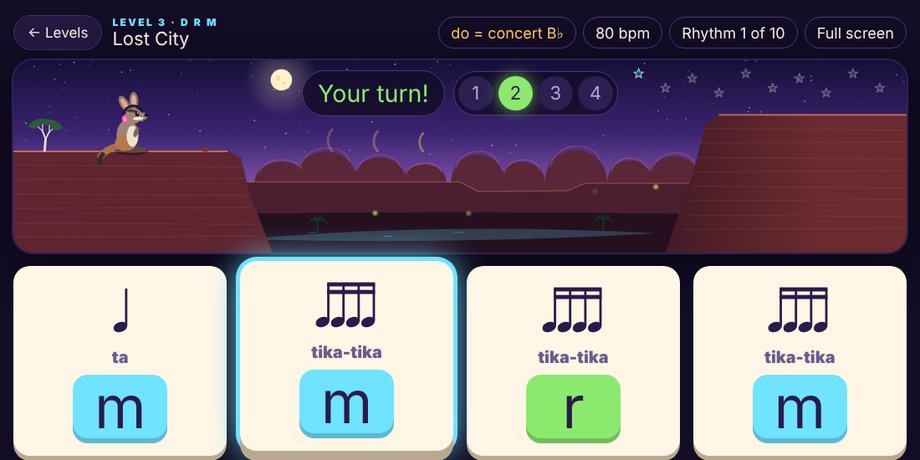 ← Levels
LEVEL 3 · D R M
Lost City
do = concert B♭
80 bpm
Rhythm 1 of 10
Full screen
Your turn!
1 2 3 4
ta
tika-tika
tika-tika
tika-tika
m
m
r
m